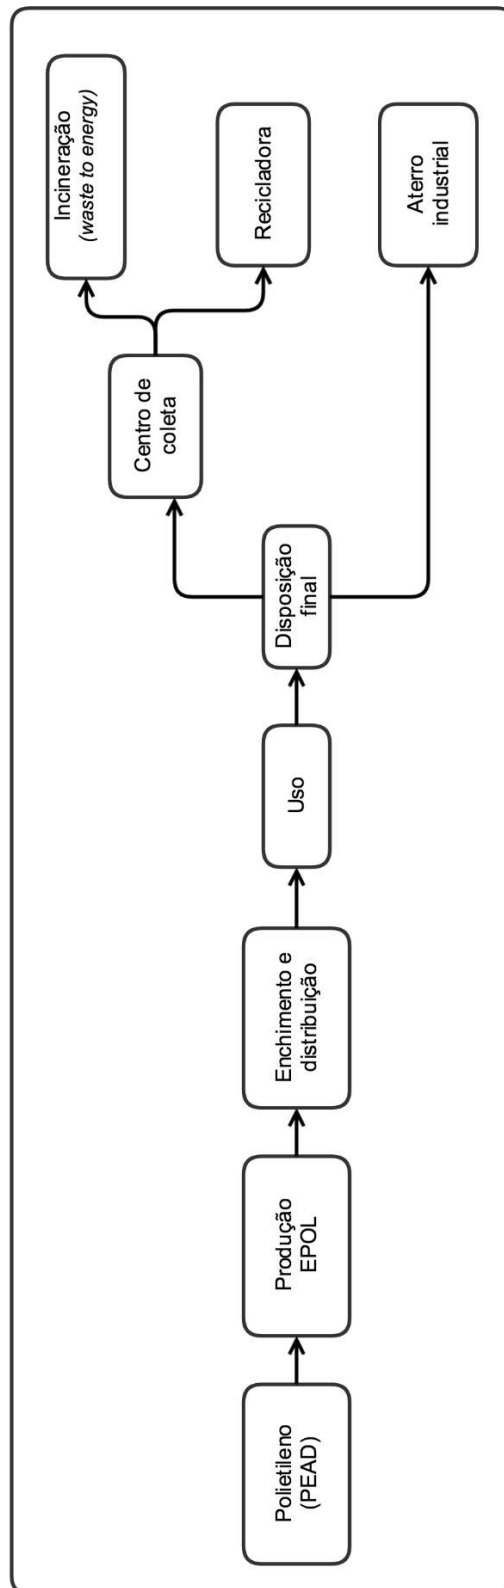 Polietileno
(PEAD)
Produção
EPOL
Enchimento e
distribuição
Uso
Disposição
final
Centro de
coleta
Incineração
(waste to energy)
Recicladora
Aterro
industrial